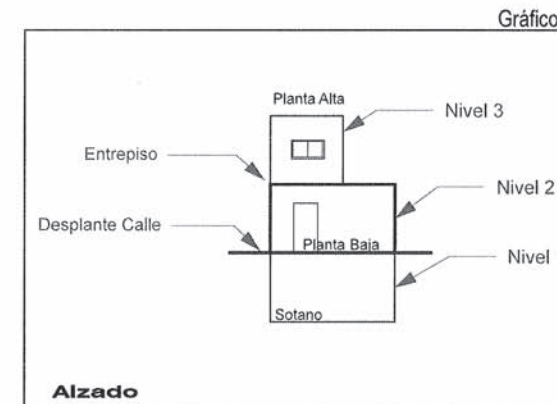 Gráfico
Planta Alta
Nivel 3
Entrepiso
Nivel 2
Desplante Calle
Planta Baja
Nivel
Sotano
Alzado